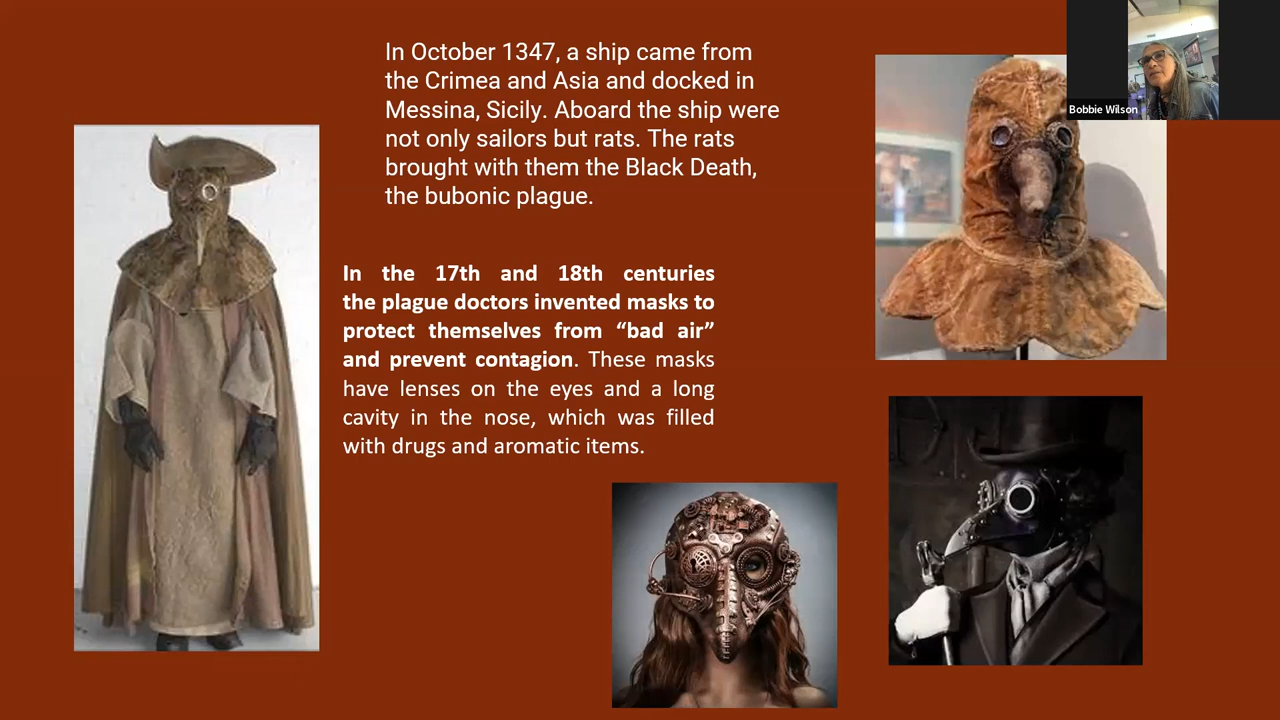 In October 1347, a ship came from
the Crimea and Asia and docked in
Messina, Sicily. Aboard the ship were
not only sailors but rats. The rats
brought with them the Black Death,
the bubonic plague.
In the 17th and 18th centuries
the plague doctors invented masks to
protect themselves from “bad air”
and prevent contagion. These masks
have lenses on the eyes and a long
cavity in the nose, which was filled
with drugs and aromatic items.
Bobbie Wilson